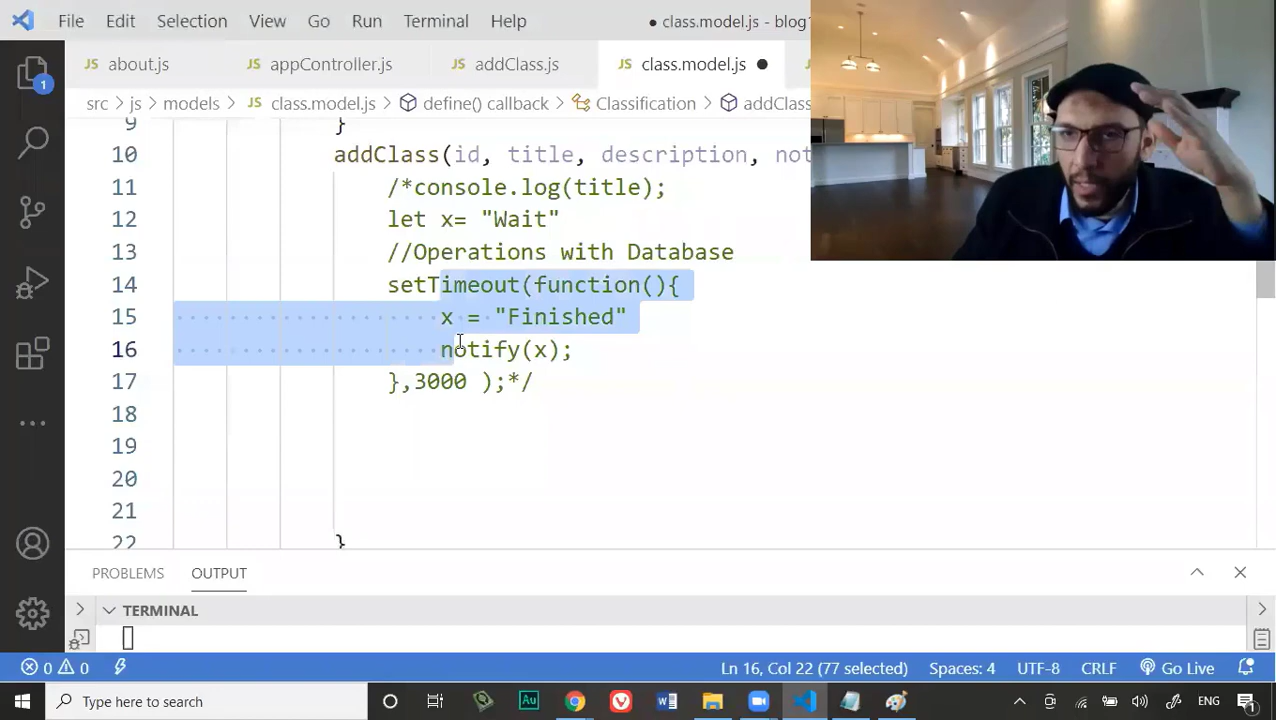 File Edit Selection View Go Run Terminal Help ● class.model.js - blog
JS about.js JS appController.js JS addClass.js JS class.model.js ●
src > js > models > JS class.model.js > define() callback > Classification > addClass
9 }
10 addClass(id, title, description, not
11 /*console.log(title);
12 let x= "Wait"
13 //Operations with Database
14 setTimeout(function(){
15 x = "Finished"
16 notify(x);
17 },3000 );*/
18
19
20
21
22 }
1
PROBLEMS OUTPUT
TERMINAL
0 0 Ln 16, Col 22 (77 selected) Spaces: 4 UTF-8 CRLF Go Live
Type here to search Au W ENG 1